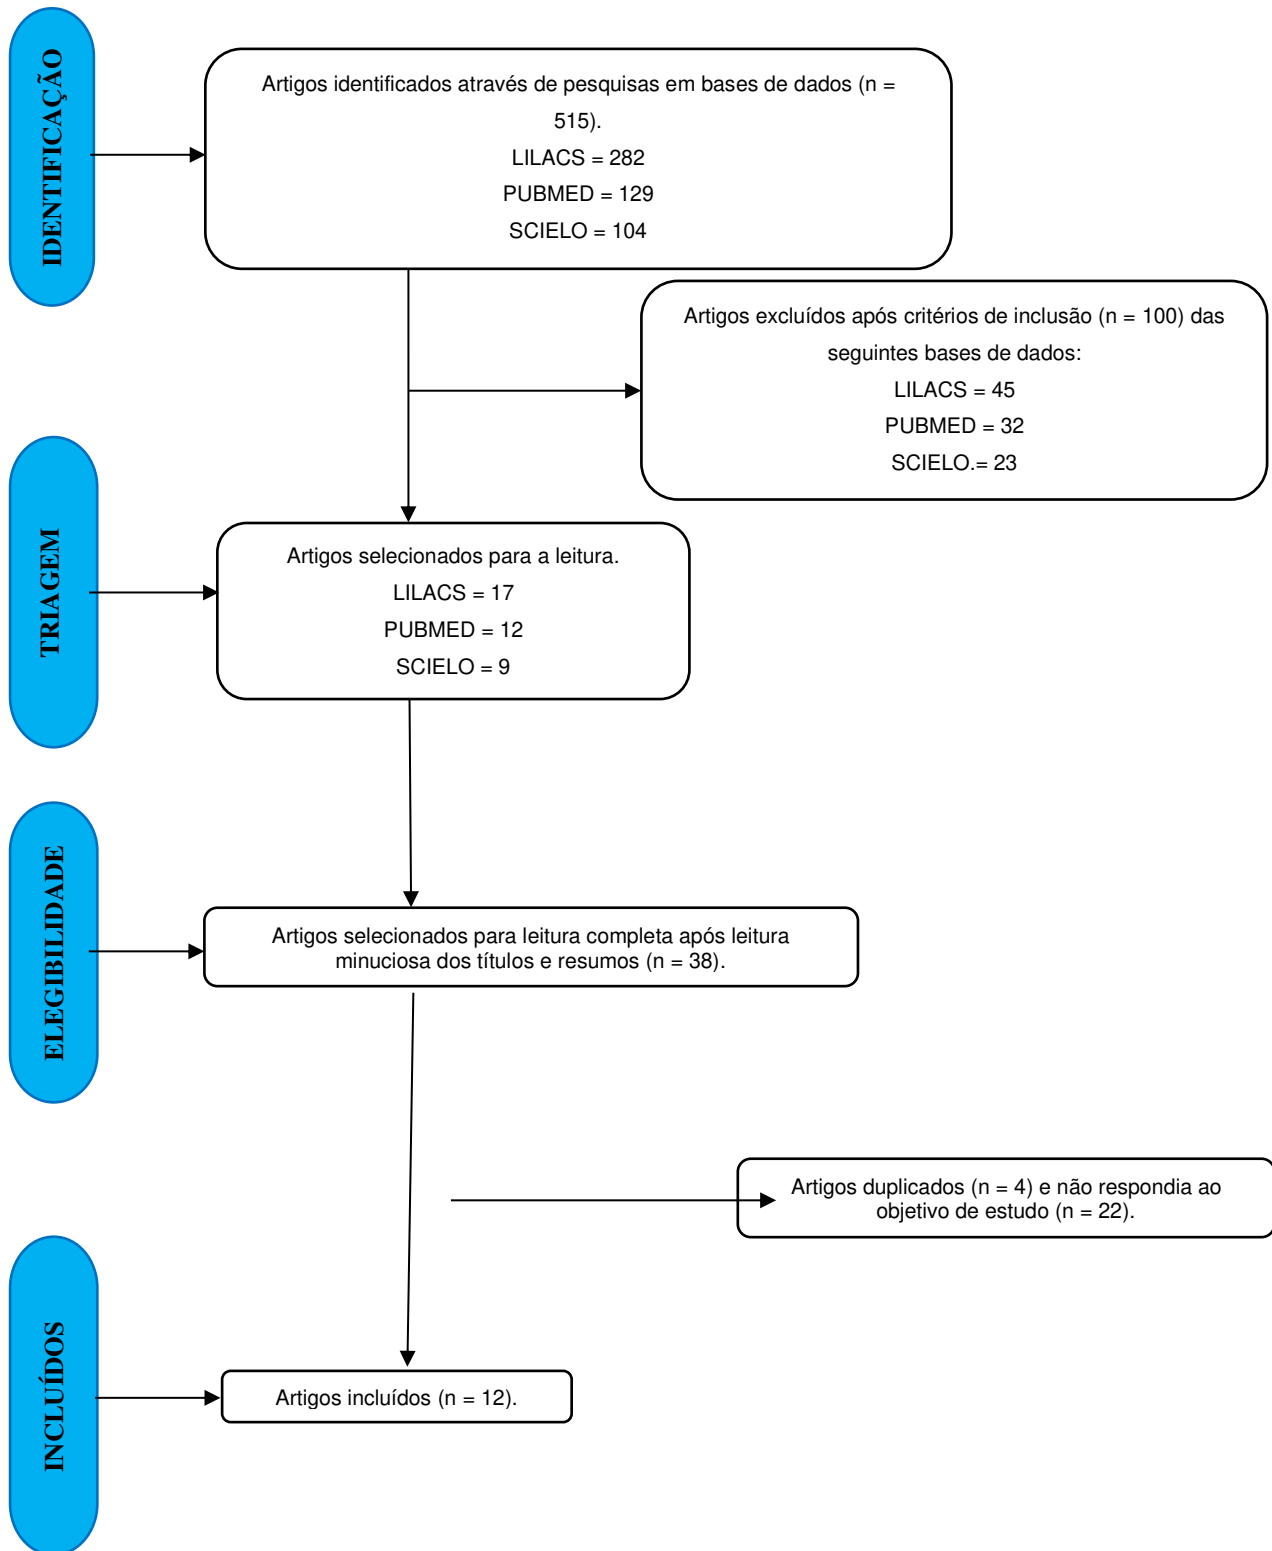 IDENTIFICAÇÃO
Artigos identificados através de pesquisas em bases de dados (n =
515).
LILACS = 282
PUBMED = 129
SCIELO = 104
Artigos excluídos após critérios de inclusão (n = 100) das
seguintes bases de dados:
LILACS = 45
PUBMED = 32
SCIELO.= 23
TRIAGEM
Artigos selecionados para a leitura.
LILACS = 17
PUBMED = 12
SCIELO = 9
ELEGIBILIDADE
Artigos selecionados para leitura completa após leitura
minuciosa dos títulos e resumos (n = 38).
Artigos duplicados (n = 4) e não respondia ao
objetivo de estudo (n = 22).
INCLUÍDOS
Artigos incluídos (n = 12).